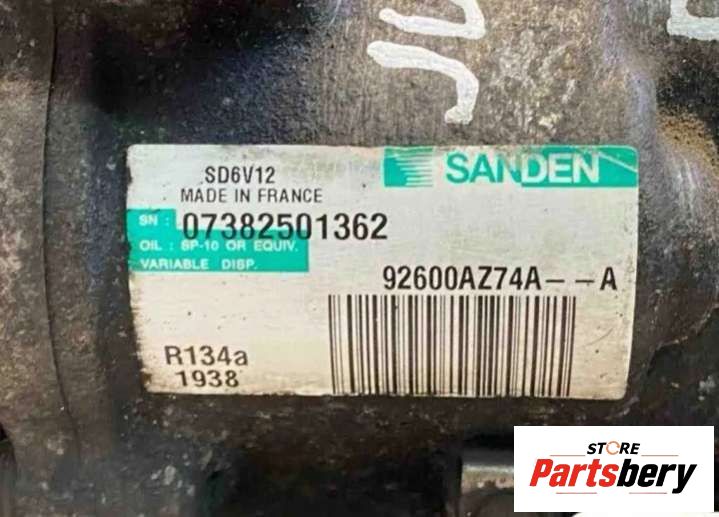 SD6V12
MADE IN FRANCE
SANDEN
SN : 07382501362
OIL : SP-10 OR EQUIV.
VARIABLE DISP.
92600AZ74A--A
R134a
1938
STORE
Partsbery